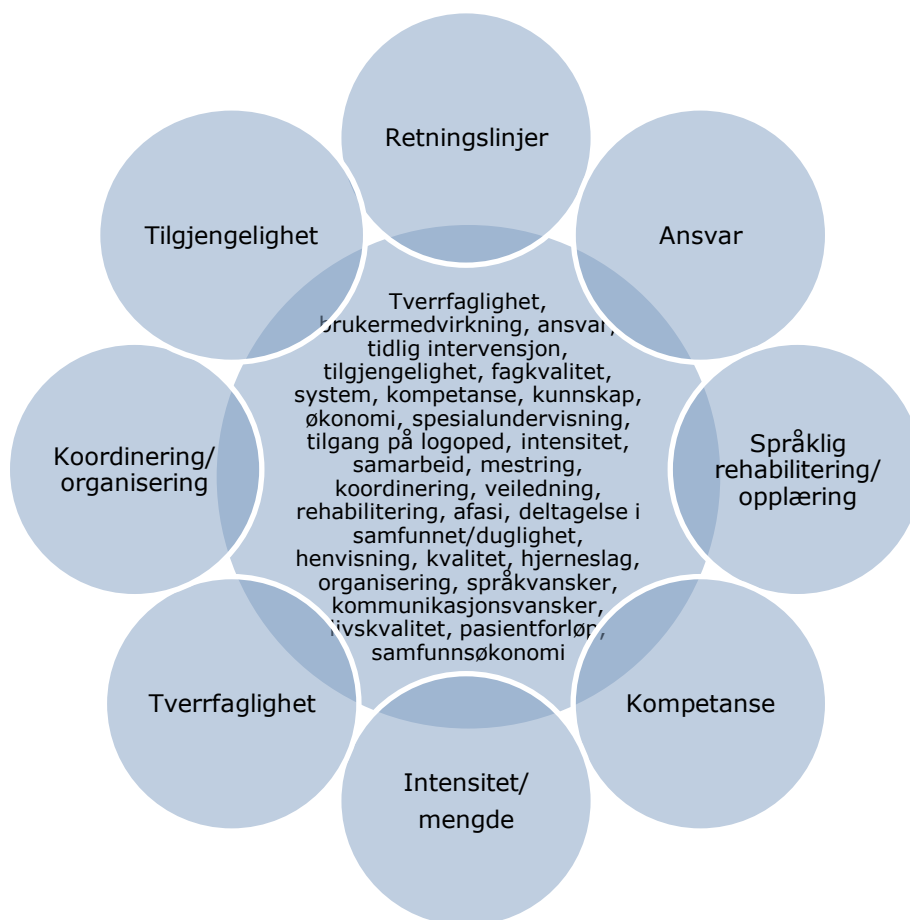 Retningslinjer
Tilgjengelighet
Ansvar
Tverrfaglighet,
brukermedvirkning, ansvar,
tidlig intervensjon,
tilgjengelighet, fagkvalitet,
system, kompetanse, kunnskap,
økonomi, spesialundervisning,
tilgang på logoped, intensitet,
samarbeid, mestring,
koordinering, veiledning,
rehabilitering, afasi, deltagelse i
samfunnet/duglighet,
henvisning, kvalitet, hjerneslag,
organisering, språkvansker,
kommunikasjonsvansker,
livskvalitet, pasientforløp,
samfunnsøkonomi
Koordinering/
organisering
Språklig
rehabilitering/
opplæring
Tverrfaglighet
Kompetanse
Intensitet/
mengde